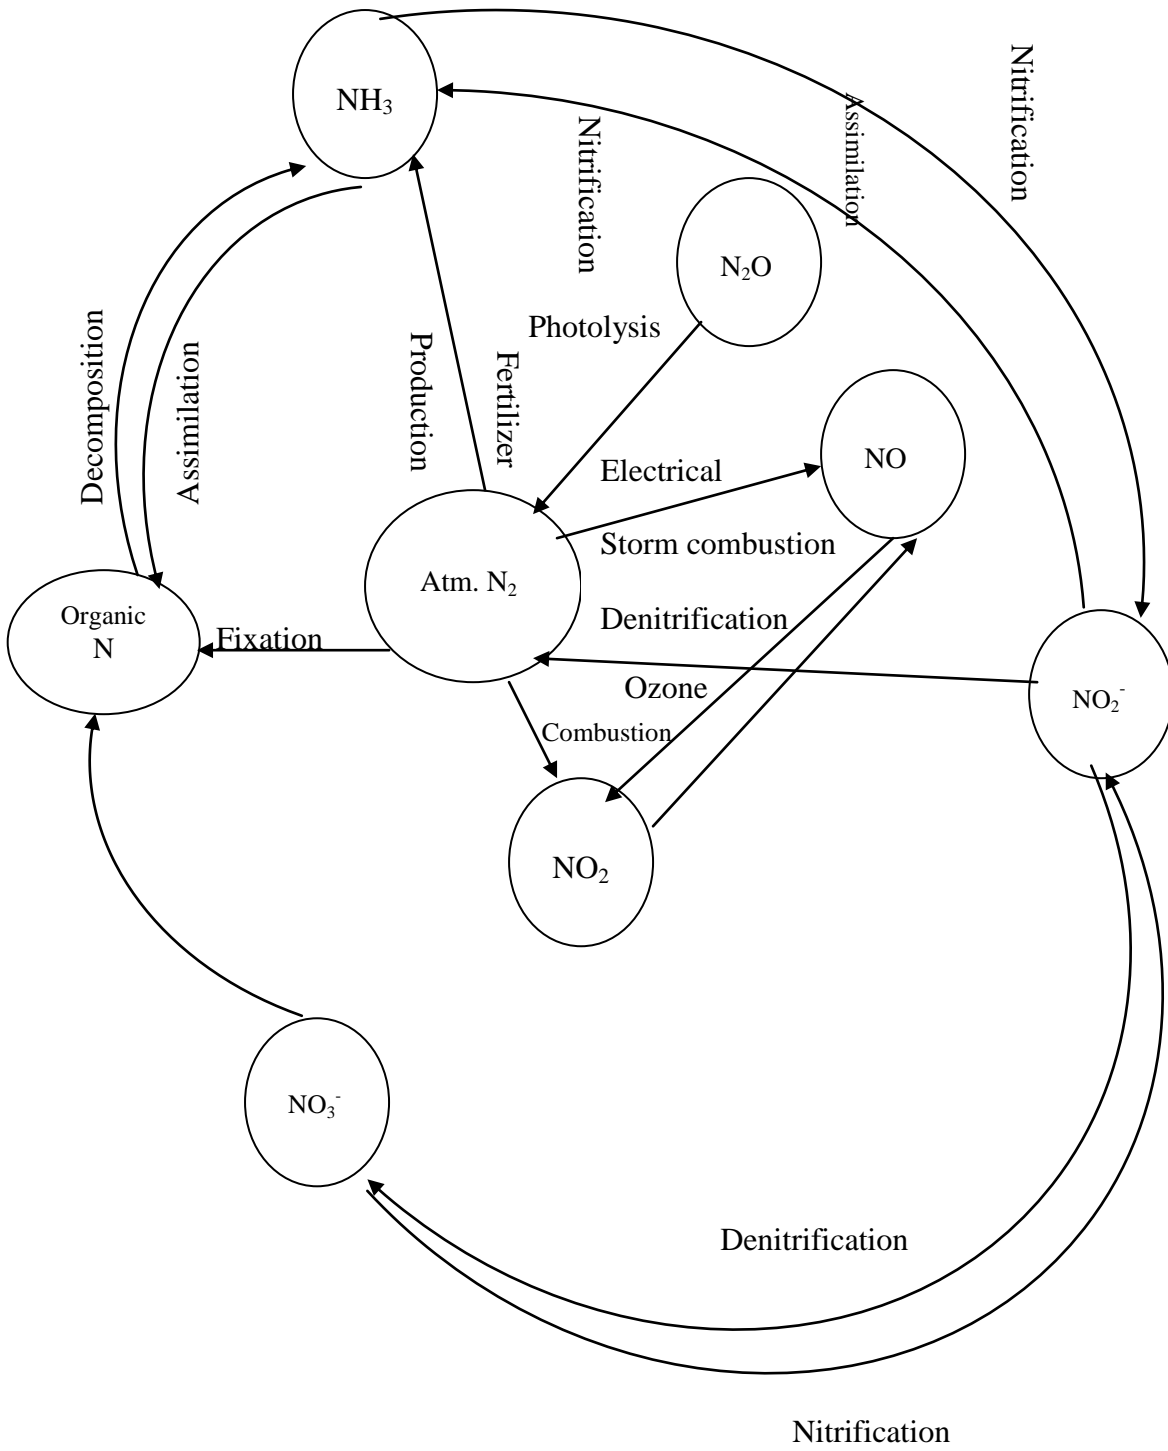 NH₃
Nitrification
Assimilation
Nitrification
N₂O
Photolysis
Decomposition
Assimilation
Production
Fertilizer
NO
Electrical
Storm combustion
Atm. N₂
Organic
N
Fixation
Denitrification
Ozone
NO₂⁻
Combustion
NO₂
NO₃⁻
Denitrification
Nitrification